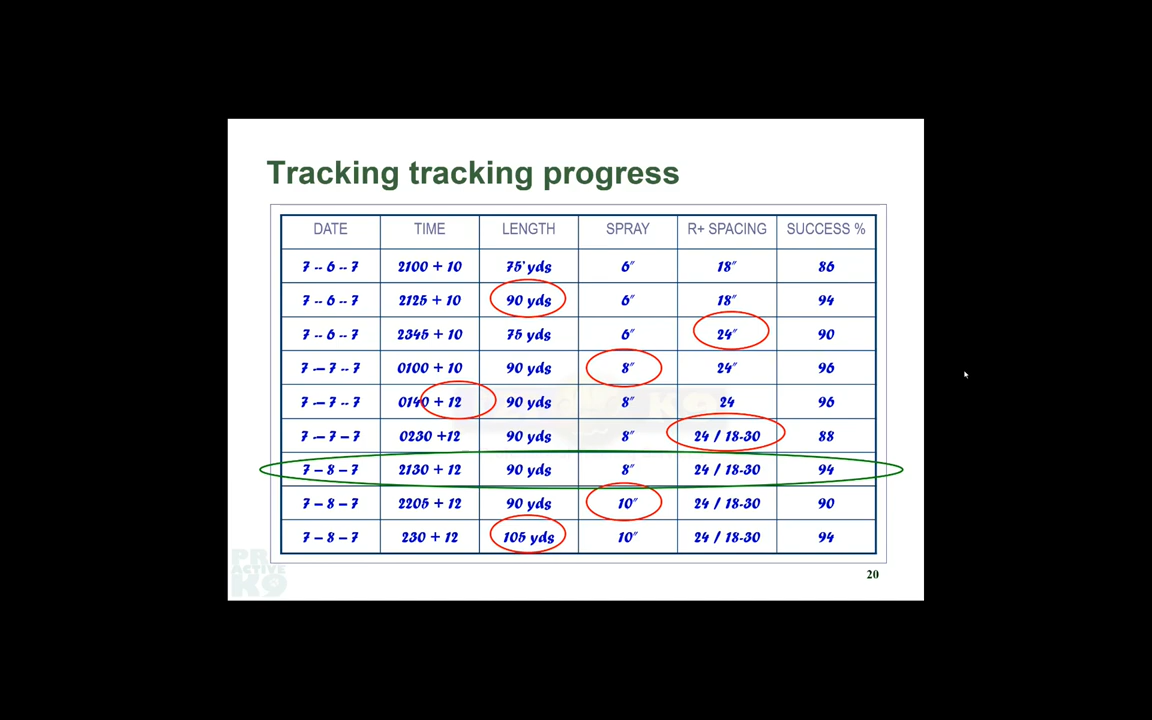 Tracking tracking progress
DATE TIME LENGTH SPRAY R+ SPACING SUCCESS %
7 -- 6 -- 7 2100 + 10 75' yds 6" 18" 86
7 -- 6 -- 7 2125 + 10 90 yds 6" 18" 94
7 -- 6 -- 7 2345 + 10 75 yds 6" 24" 90
7 -– 7 -- 7 0100 + 10 90 yds 8" 24" 96
7 -– 7 -- 7 0140 + 12 90 yds 8" 24 96
7 -– 7 – 7 0230 +12 90 yds 8" 24 / 18-30 88
7 – 8 – 7 2130 + 12 90 yds 8" 24 / 18-30 94
7 – 8 – 7 2205 + 12 90 yds 10" 24 / 18-30 90
7 – 8 – 7 230 + 12 105 yds 10" 24 / 18-30 94
PR
ACTIVE
K9
20